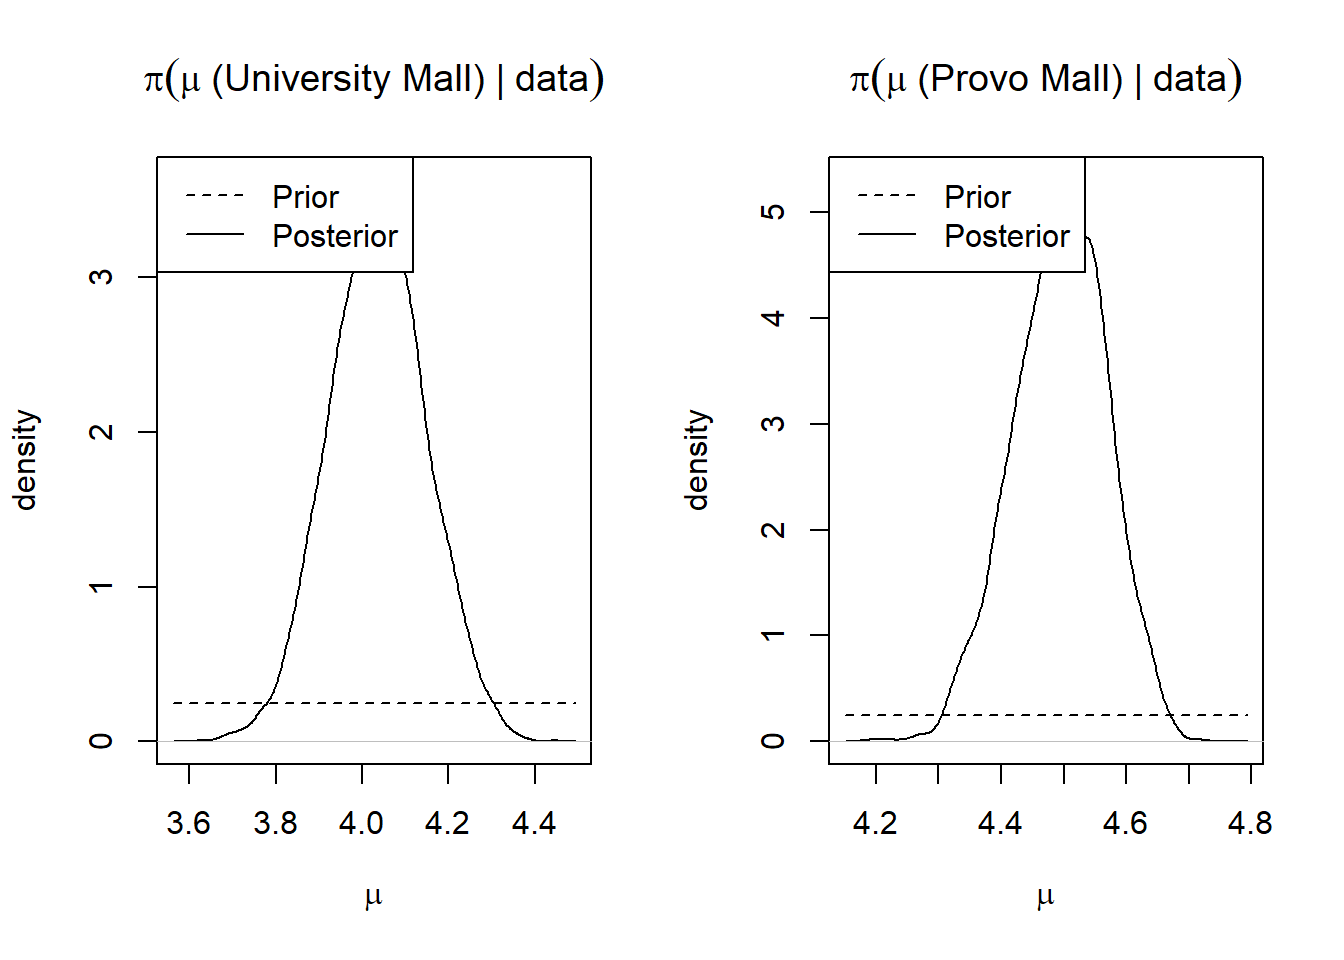 π(μ (University Mall) | data)
Prior
Posterior
density
0
1
2
3
3.6
3.8
4.0
4.2
4.4
μ
π(μ (Provo Mall) | data)
Prior
Posterior
density
0
1
2
3
4
5
4.2
4.4
4.6
4.8
μ